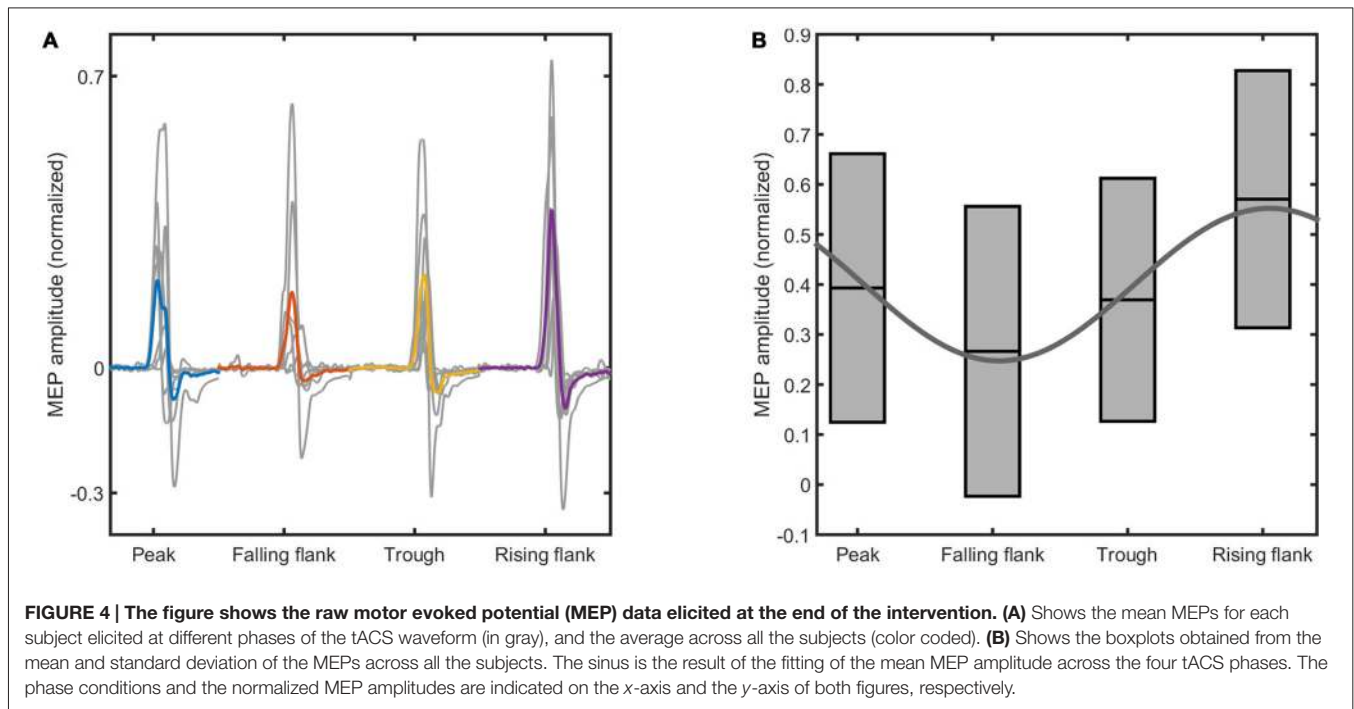 A
B
MEP amplitude (normalized)
0.7
0
-0.3
Peak
Falling flank
Trough
Rising flank
MEP amplitude (normalized)
0.9
0.8
0.7
0.6
0.5
0.4
0.3
0.2
0.1
0
-0.1
Peak
Falling flank
Trough
Rising flank
FIGURE 4 | The figure shows the raw motor evoked potential (MEP) data elicited at the end of the intervention. (A) Shows the mean MEPs for each
subject elicited at different phases of the tACS waveform (in gray), and the average across all the subjects (color coded). (B) Shows the boxplots obtained from the
mean and standard deviation of the MEPs across all the subjects. The sinus is the result of the fitting of the mean MEP amplitude across the four tACS phases. The
phase conditions and the normalized MEP amplitudes are indicated on the x-axis and the y-axis of both figures, respectively.